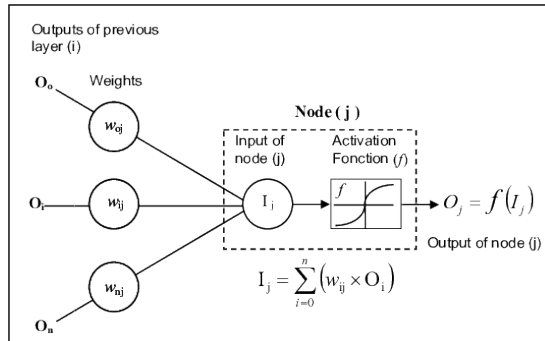 Outputs of previous
layer (i)
Weights
Oo
woj
Node ( j )
Input of
node (j)
Activation
Fonction (f)
Oi
wij
I j
f
Oj = f(Ij)
Output of node (j)
wnj
On
Ij = ∑ i=0 n (wij × Oi)